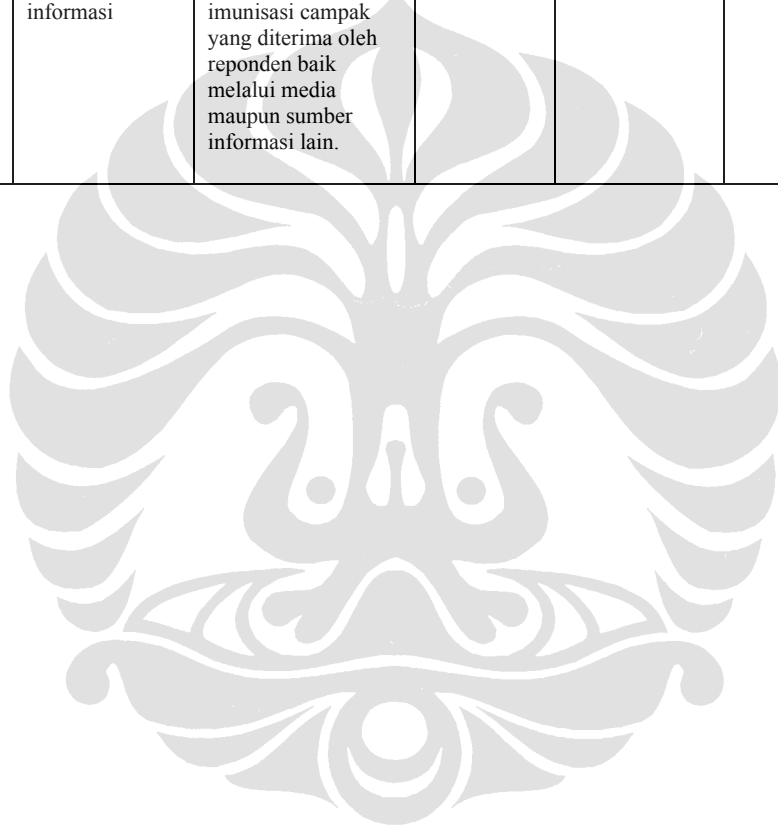 informasi
imunisasi campak
yang diterima oleh
reponden baik
melalui media
maupun sumber
informasi lain.